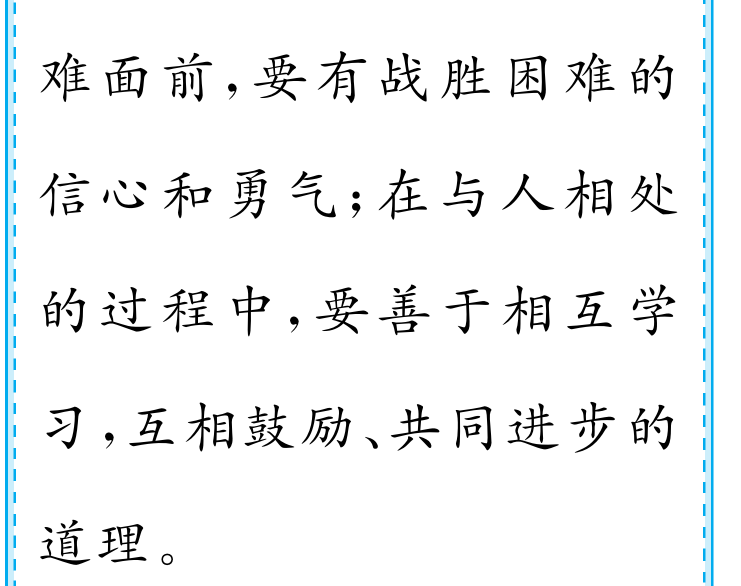 难面前，要有战胜困难的
信心和勇气；在与人相处
的过程中，要善于相互学
习，互相鼓励、共同进步的
道理。